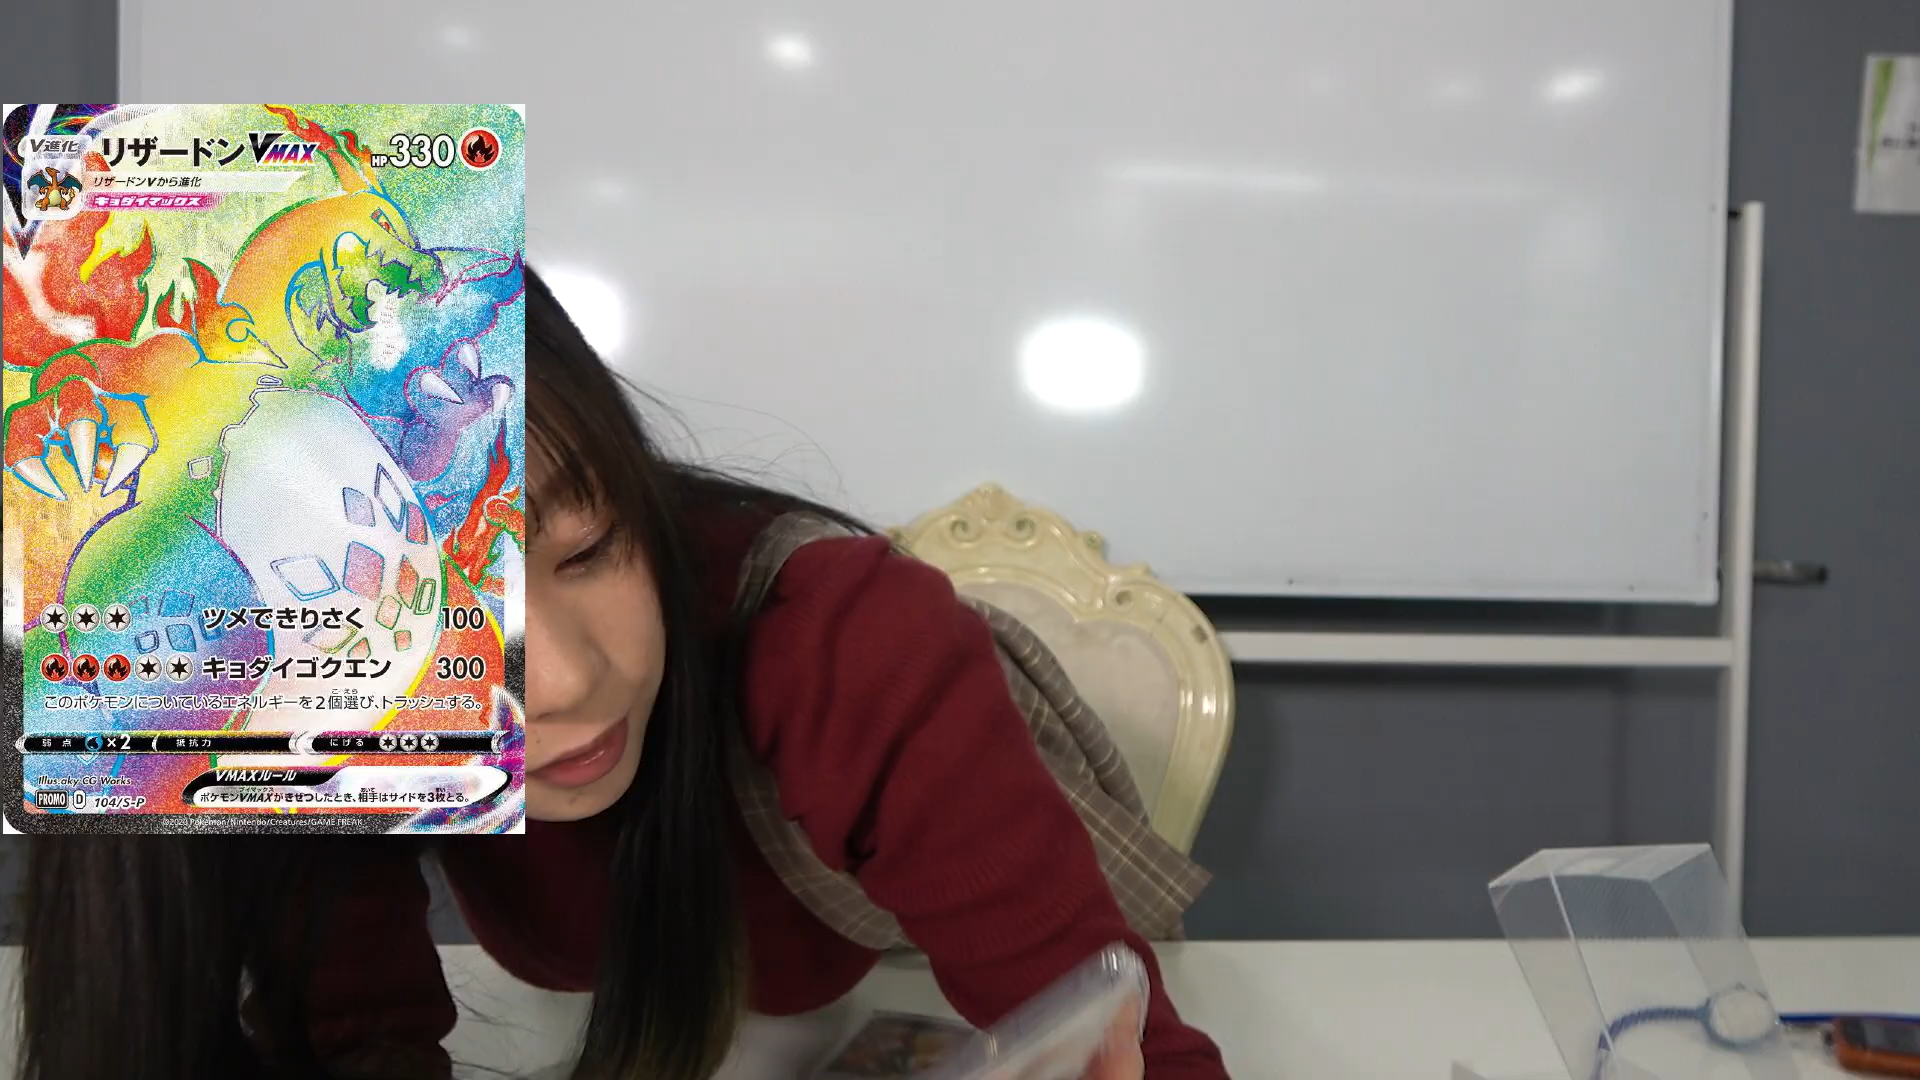 V進化 リザードンVMAX HP330
リザードンVから進化
キョダイマックス
ツメできりさく 100
キョダイゴクエン 300
このポケモンについているエネルギーを2個選び、トラッシュする。
弱点 ×2 抵抗力 にげる
VMAXルール
ポケモンVMAXがきぜつしたとき、相手はサイドを3枚とる。
Illus.aky CG Works
PROMO D 104/S-P
©2020 Pokémon/Nintendo/Creatures/GAME FREAK